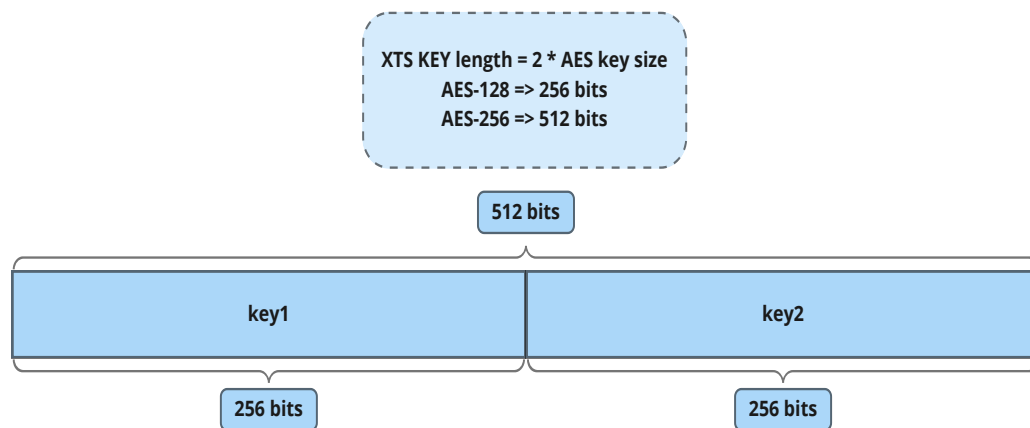 XTS KEY length = 2 * AES key size
AES-128 => 256 bits
AES-256 => 512 bits
512 bits
key1
key2
256 bits
256 bits